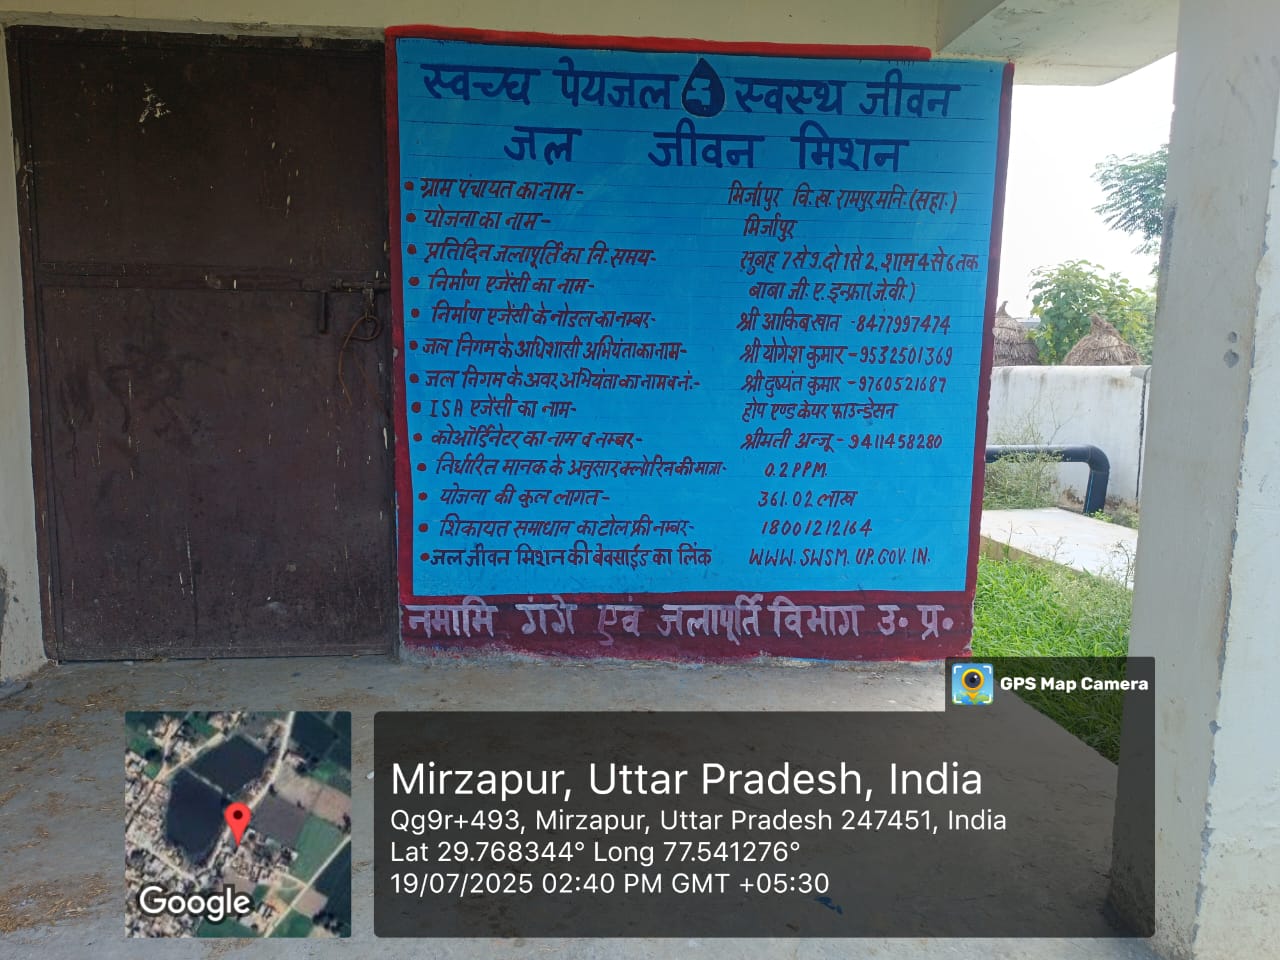 स्वच्छ पेयजल स्वस्थ जीवन
जल जीवन मिशन
• ग्राम पंचायत का नाम- मिर्जापुर वि.ख. रामपुर मनि.(सहा.)
• योजना का नाम- मिर्जापुर
• प्रतिदिन जलापूर्ति का नि. समय- सुबह 7 से 9. दो 1 से 2, शाम 4 से 6 तक
• निर्माण एजेंसी का नाम- बाबा जी. ए. इन्फ्रा (जे.वी.)
• निर्माण एजेंसी के नोडल का नम्बर- श्री आकिब खान -8477997474
• जल निगम के अधिशासी अभियंता का नाम- श्री योगेश कुमार -9532501369
• जल निगम के अवर अभियंता का नाम व नं:- श्री दुष्यंत कुमार -9760521687
• ISA एजेंसी का नाम- होप एण्ड केयर फाउन्डेसन
• कोऑर्डिनेटर का नाम व नम्बर- श्रीमती अन्जू - 9411458280
• निर्धारित मानक के अनुसार क्लोरिन की मात्रा- 0.2 PPM.
• योजना की कुल लागत- 361.02 लाख
• शिकायत समाधान का टोल फ्री नम्बर- 18001212164
• जल जीवन मिशन की बेवसाईड का लिंक WWW. SWSM. UP. GOV. IN.
नमामि गंगे एवं जलापूर्ति विभाग उ॰ प्र॰
GPS Map Camera
Mirzapur, Uttar Pradesh, India
Qg9r+493, Mirzapur, Uttar Pradesh 247451, India
Lat 29.768344° Long 77.541276°
19/07/2025 02:40 PM GMT +05:30
Google